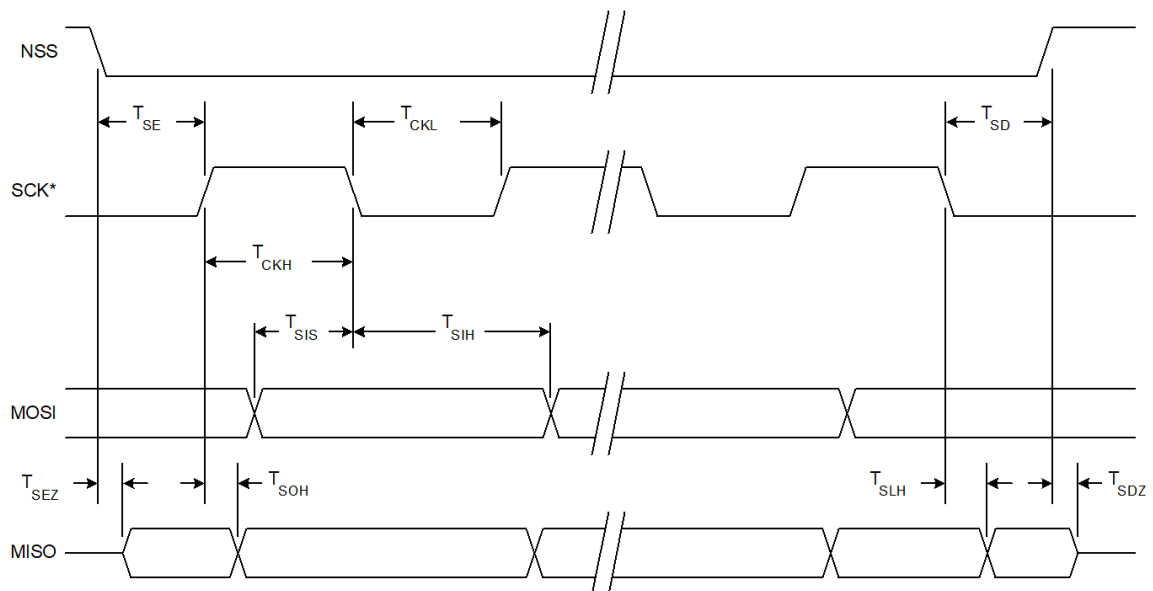 NSS
TSE
TCKL
TSD
SCK*
TCKH
TSIS
TSIH
MOSI
TSEZ
TSOH
TSLH
TSDZ
MISO